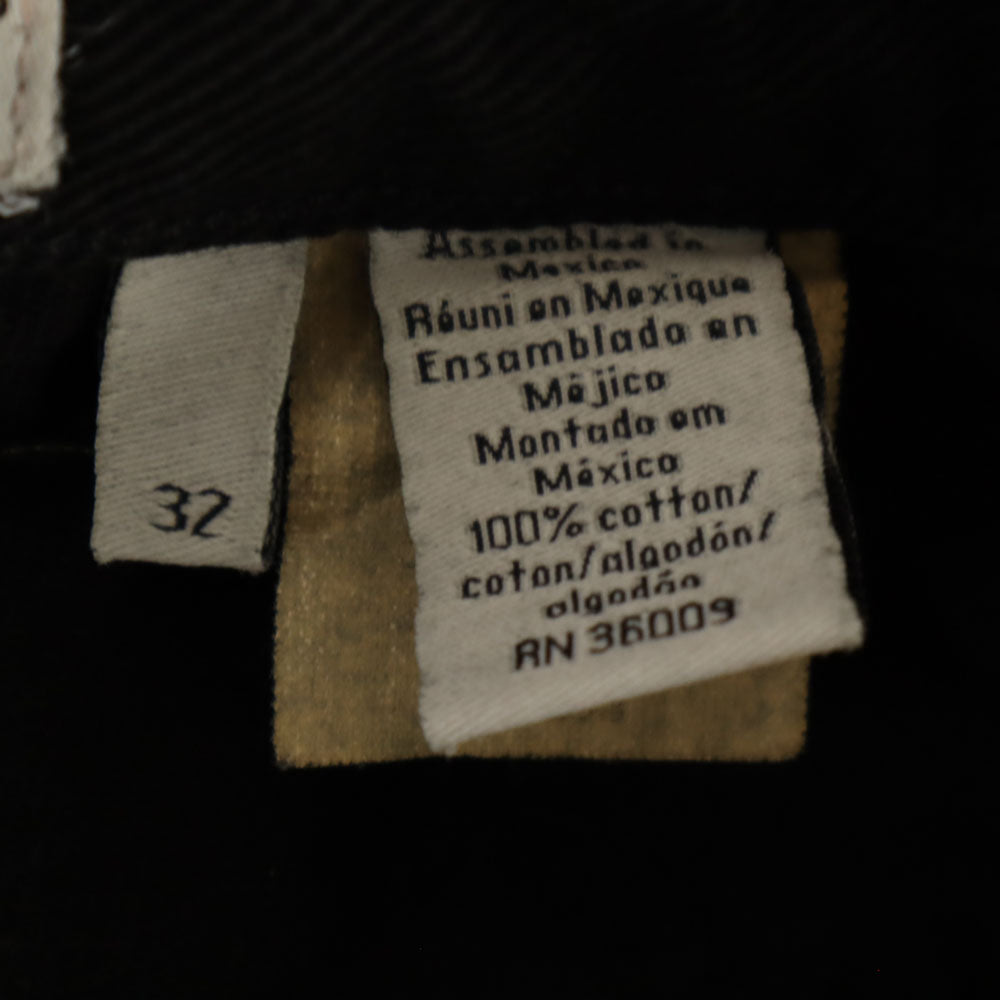 32
Assembled in
Mexico
Réuni en Mexique
Ensamblado en
Méjico
Montado em
México
100% cotton/
coton/algodón/
algodão
RN 36009